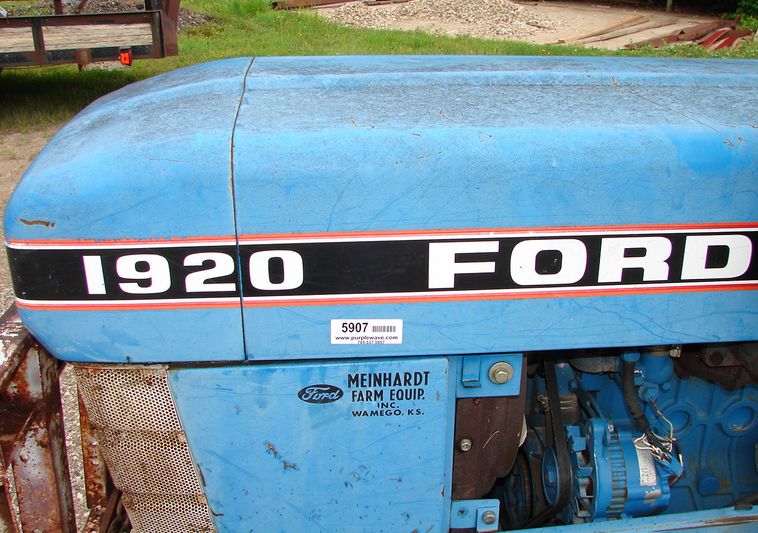 1920 FORD
5907
www.purplewave.com
Ford
MEINHARDT
FARM EQUIP.
INC.
WAMEGO, KS.